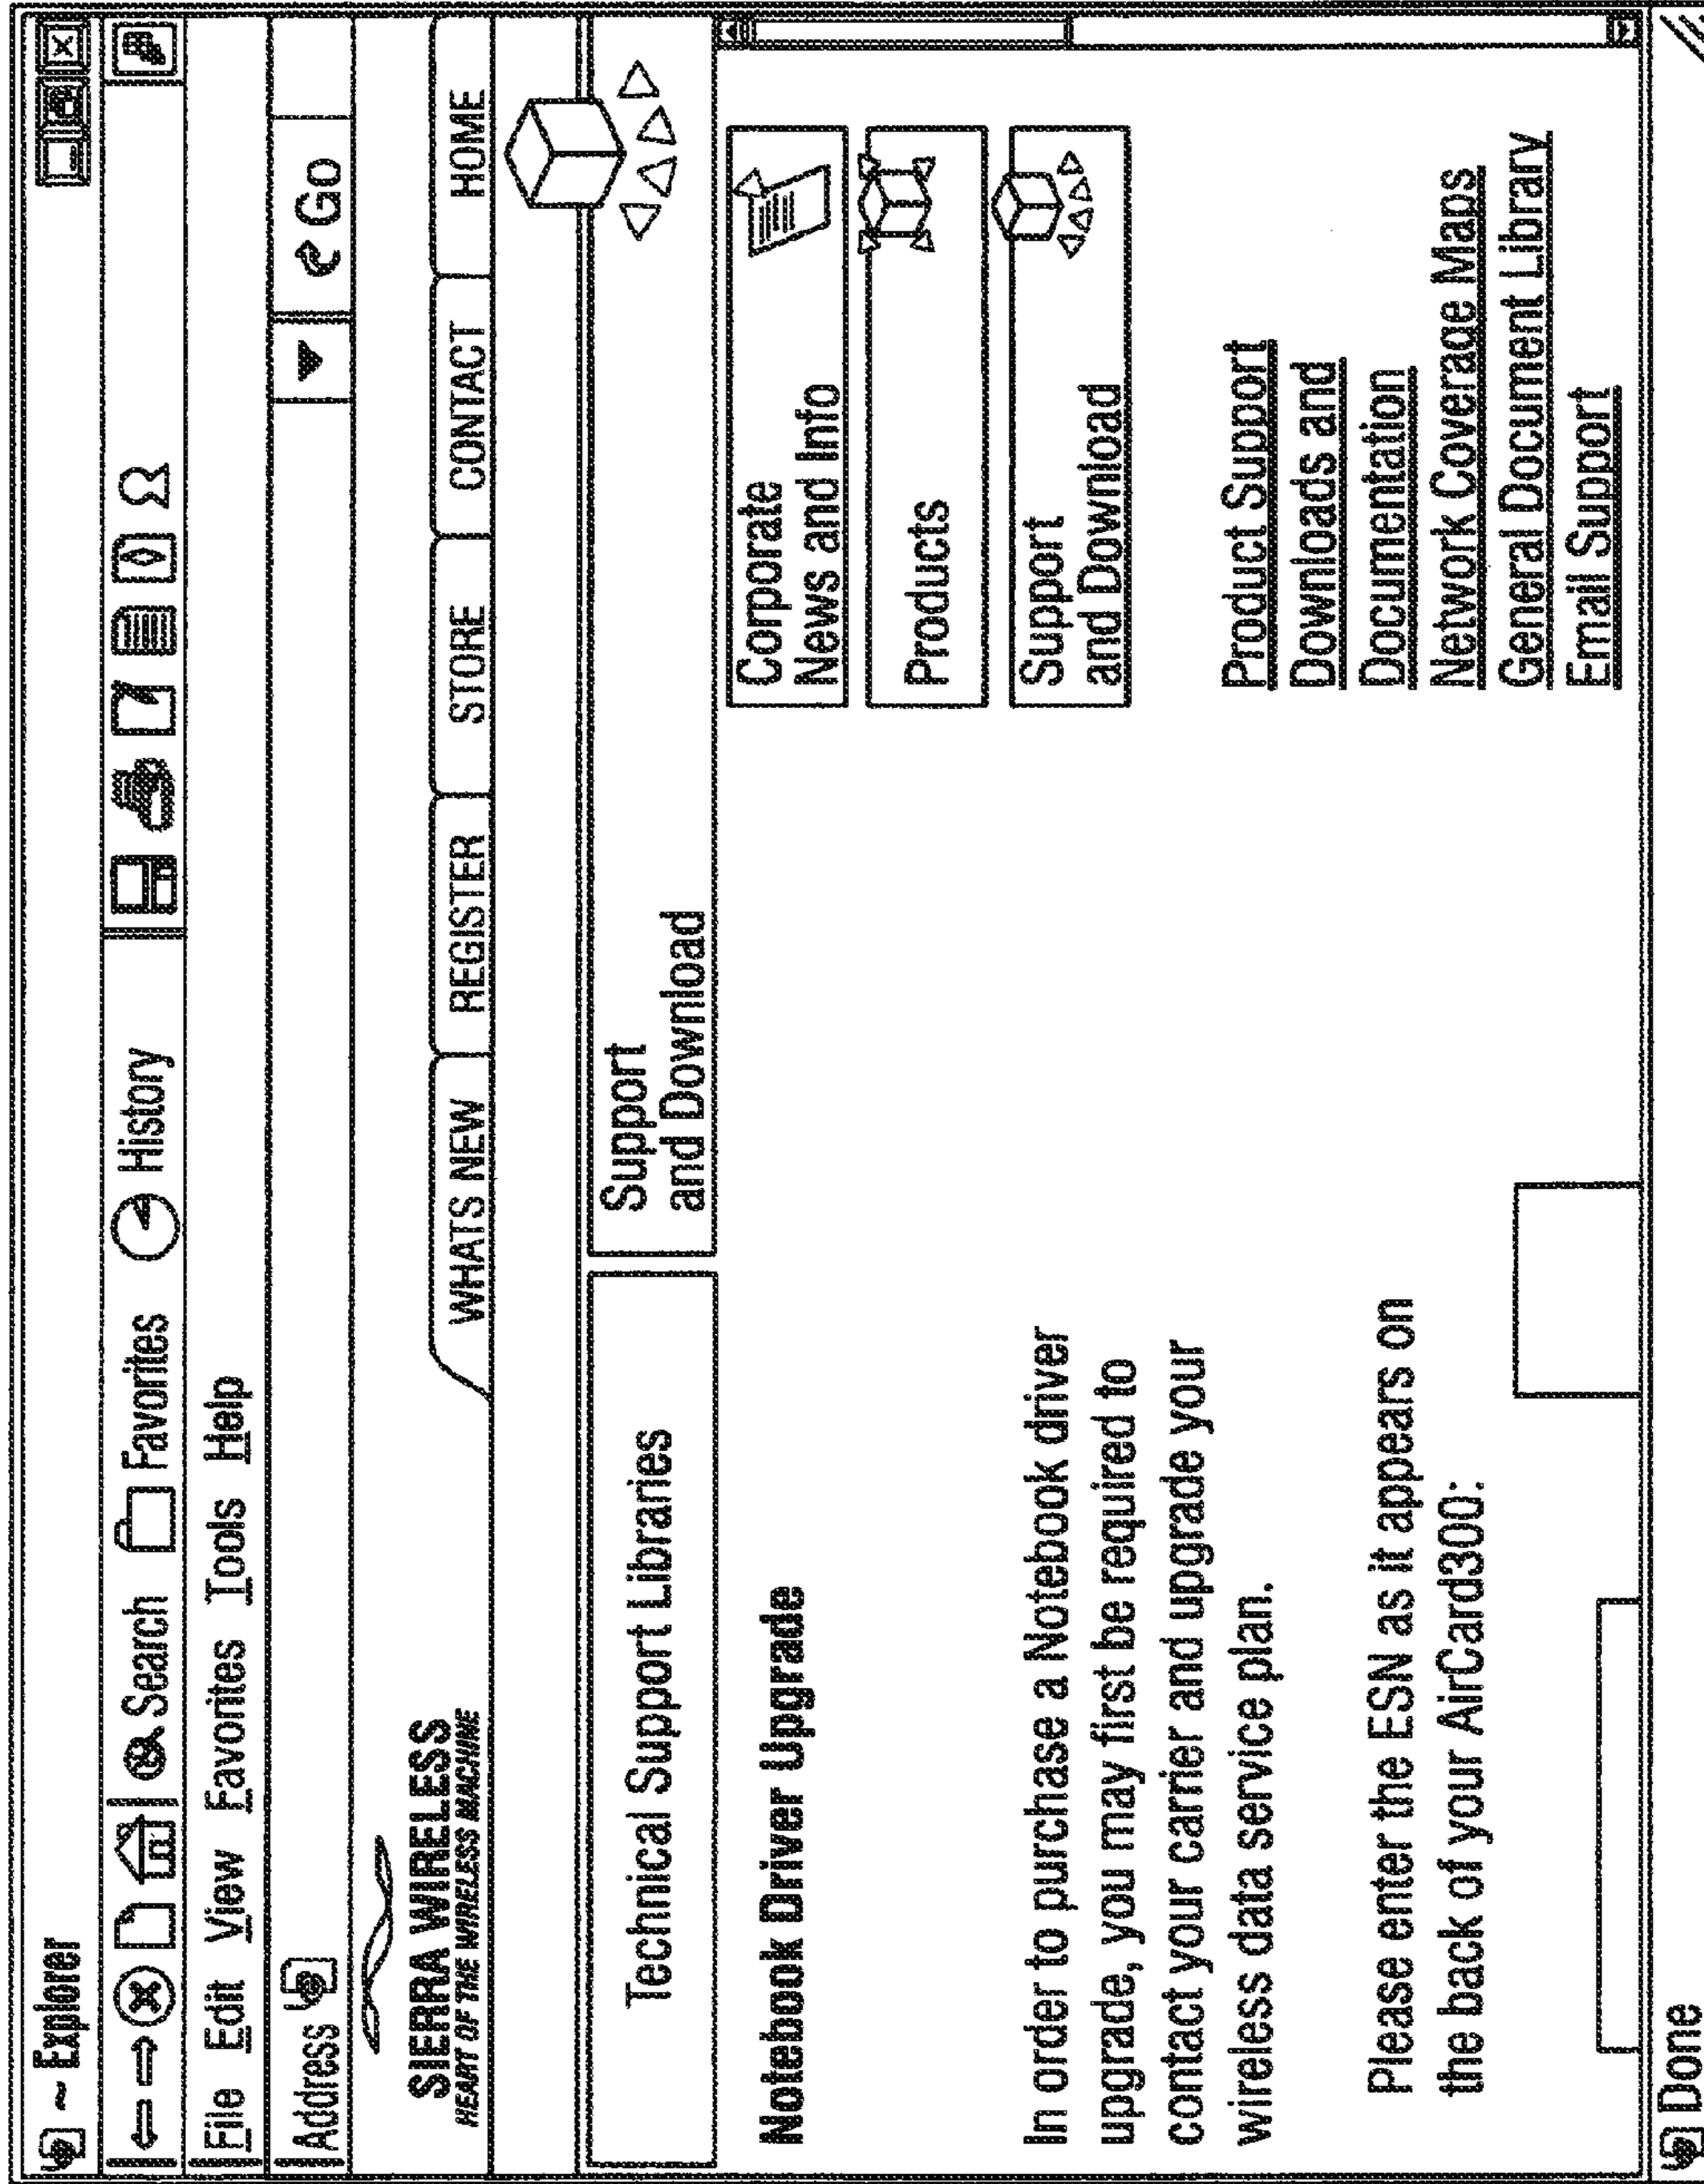 ~ Explorer
Search Favorites History
File Edit View Favorites Tools Help
Address Go
SIERRA WIRELESS
HEART OF THE WIRELESS MACHINE
WHATS NEW REGISTER STORE CONTACT HOME
Technical Support Libraries
Support
and Download
Notebook Driver Upgrade
In order to purchase a Notebook driver
upgrade, you may first be required to
contact your carrier and upgrade your
wireless data service plan.
Please enter the ESN as it appears on
the back of your AirCard300:
Corporate
News and Info
Products
Support
and Download
Product Support
Downloads and
Documentation
Network Coverage Maps
General Document Library
Email Support
Done